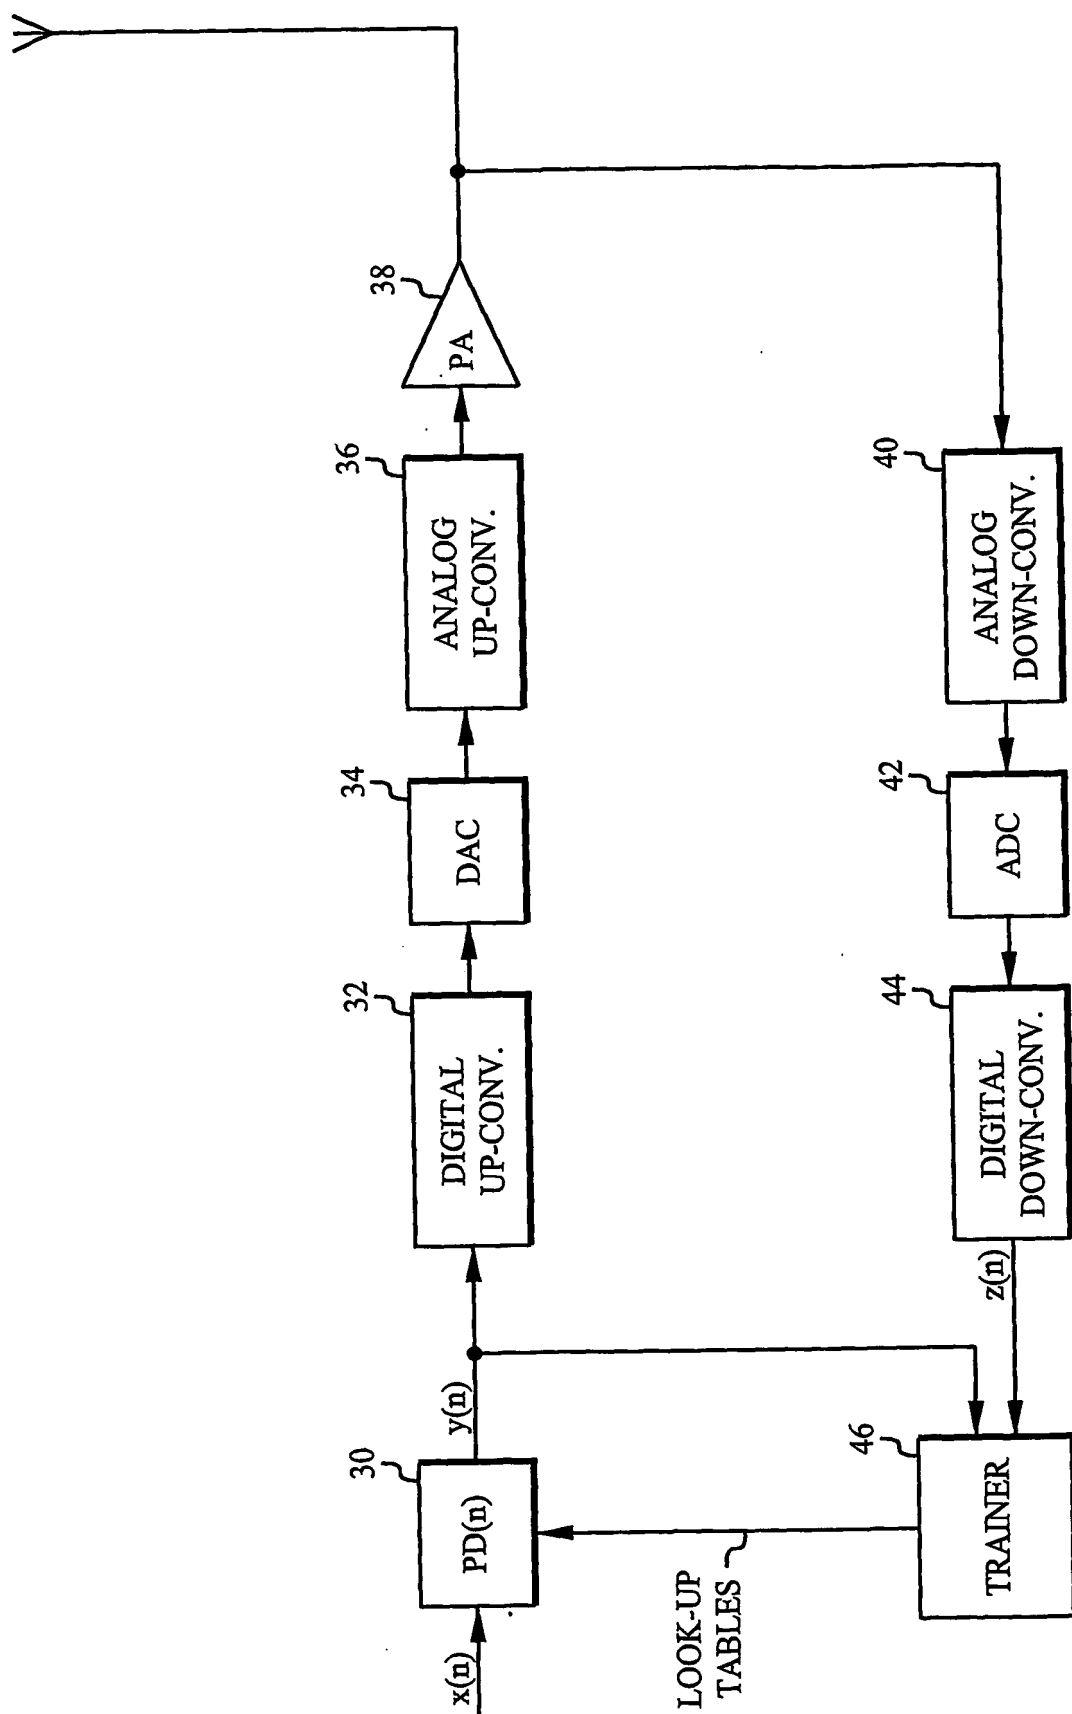 x(n)
PD(n)
30
y(n)
DIGITAL
UP-CONV.
32
DAC
34
ANALOG
UP-CONV.
36
PA
38
LOOK-UP
TABLES
TRAINER
46
z(n)
DIGITAL
DOWN-CONV.
44
ADC
42
ANALOG
DOWN-CONV.
40